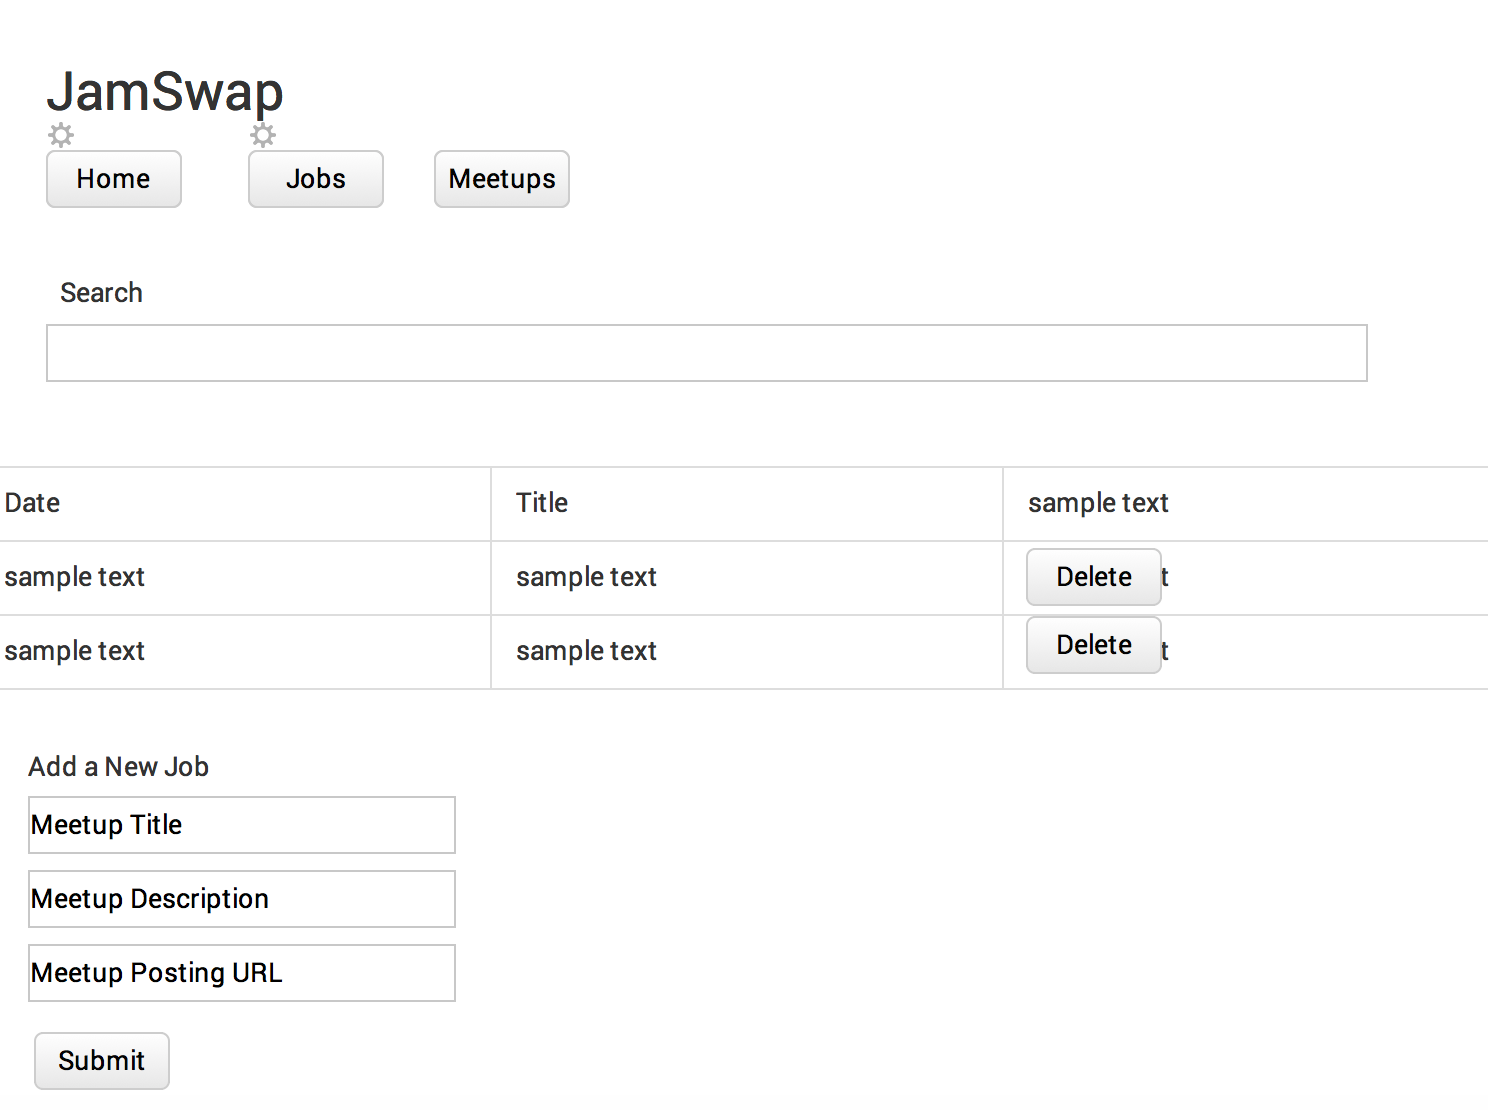 JamSwap
Home Jobs Meetups
Search
Date Title sample text
sample text sample text Delete t
sample text sample text Delete t
Add a New Job
Meetup Title
Meetup Description
Meetup Posting URL
Submit